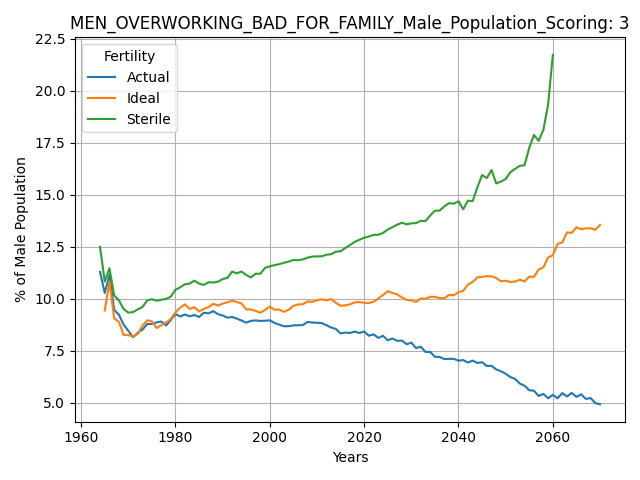 MEN_OVERWORKING_BAD_FOR_FAMILY_Male_Population_Scoring: 3
22.5
20.0
17.5
15.0
12.5
10.0
7.5
5.0
% of Male Population
Fertility
Actual
Ideal
Sterile
1960
1980
2000
2020
2040
2060
Years